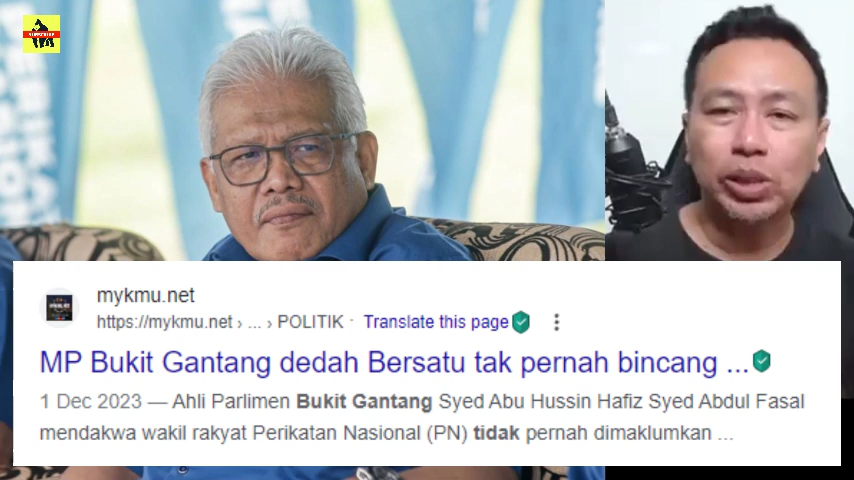 SUBSCRIBE
mykmu.net
https://mykmu.net › ... › POLITIK · Translate this page
MP Bukit Gantang dedah Bersatu tak pernah bincang ...
1 Dec 2023 — Ahli Parlimen Bukit Gantang Syed Abu Hussin Hafiz Syed Abdul Fasal
mendakwa wakil rakyat Perikatan Nasional (PN) tidak pernah dimaklumkan ...